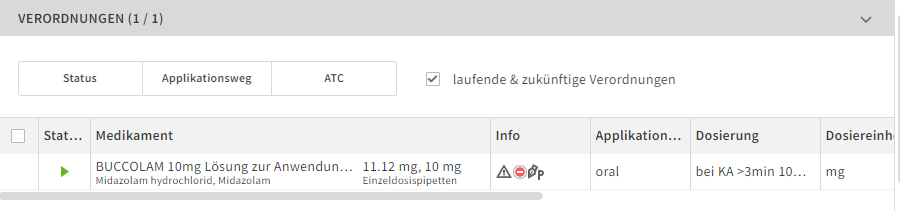 VERORDNUNGEN (1 / 1)
Status Applikationsweg ATC laufende & zukünftige Verordnungen
Stat... Medikament Info Applikation... Dosierung Dosiereinh
BUCCOLAM 10mg Lösung zur Anwendun... 11.12 mg, 10 mg oral bei KA >3min 10... mg
Midazolam hydrochlorid, Midazolam Einzeldosispipetten